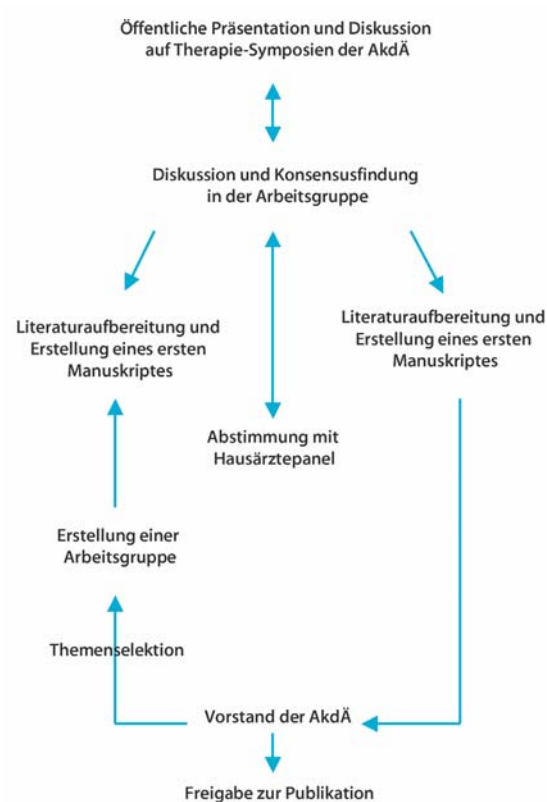 Öffentliche Präsentation und Diskussion
auf Therapie-Symposien der AkdÄ
Diskussion und Konsensusfindung
in der Arbeitsgruppe
Literaturaufbereitung und
Erstellung eines ersten
Manuskriptes
Literaturaufbereitung und
Erstellung eines ersten
Manuskriptes
Abstimmung mit
Hausärztepanel
Erstellung einer
Arbeitsgruppe
Themenselektion
Vorstand der AkdÄ
Freigabe zur Publikation